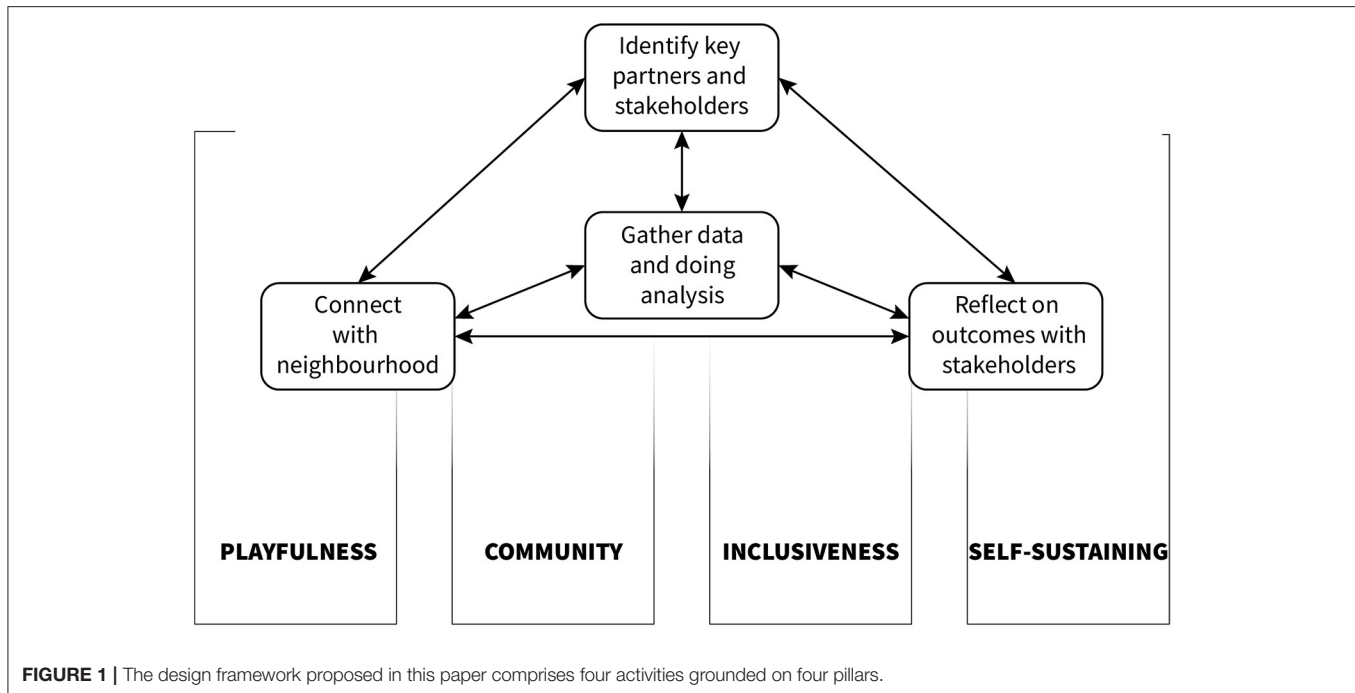 Identify key
partners and
stakeholders
Gather data
and doing
analysis
Connect
with
neighbourhood
Reflect on
outcomes with
stakeholders
PLAYFULNESS
COMMUNITY
INCLUSIVENESS
SELF-SUSTAINING
FIGURE 1 | The design framework proposed in this paper comprises four activities grounded on four pillars.